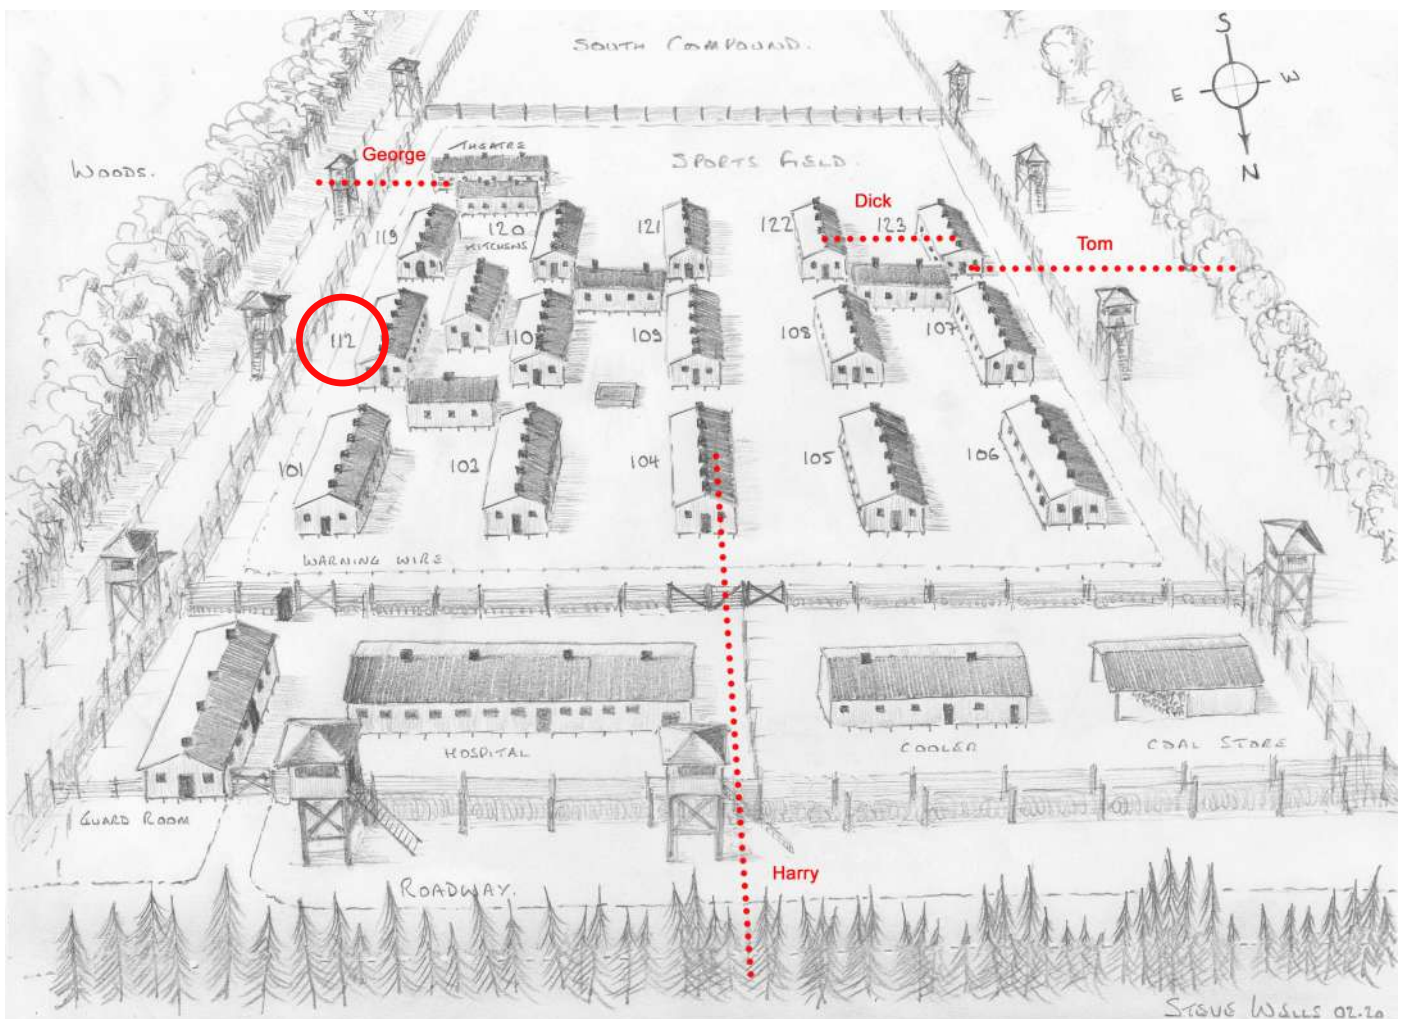 SOUTH COMPOUND.
S
E
W
N
WOODS.
George
THEATRE
SPORTS FIELD.
Dick
119
120
KITCHENS
121
122
123
Tom
112
110
109
108
107
101
102
104
105
106
WARNING WIRE
HOSPITAL
COOLER
COAL STORE
GUARD ROOM
Harry
ROADWAY.
STEVE WELLS 02.20